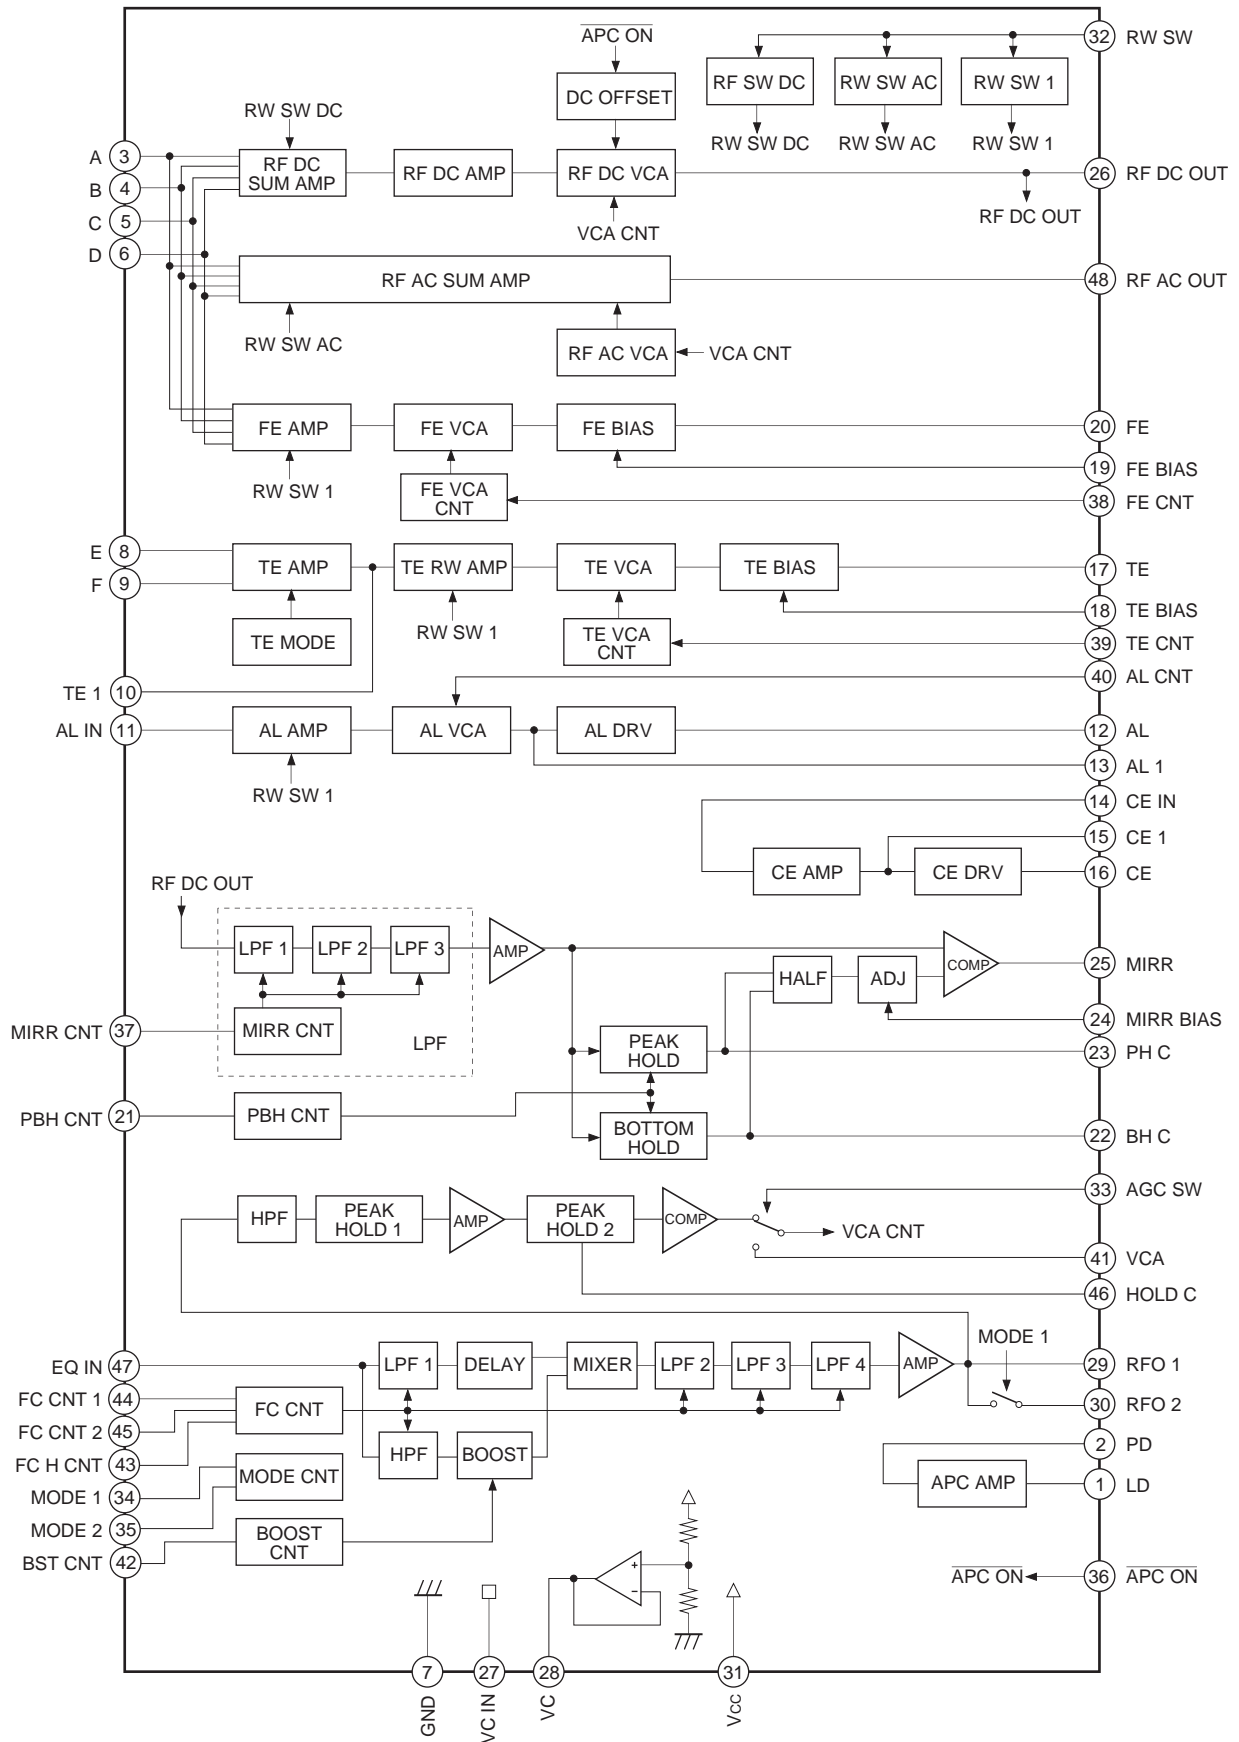 APC ON
32 RW SW
DC OFFSET
RF SW DC
RW SW AC
RW SW 1
RW SW DC
RW SW DC
RW SW AC
RW SW 1
A 3
RF DC SUM AMP
RF DC AMP
RF DC VCA
26 RF DC OUT
B 4
C 5
RF DC OUT
VCA CNT
D 6
RF AC SUM AMP
48 RF AC OUT
RW SW AC
RF AC VCA
VCA CNT
FE AMP
FE VCA
FE BIAS
20 FE
19 FE BIAS
RW SW 1
FE VCA CNT
38 FE CNT
E 8
F 9
TE AMP
TE RW AMP
TE VCA
TE BIAS
17 TE
18 TE BIAS
TE MODE
RW SW 1
TE VCA CNT
39 TE CNT
40 AL CNT
TE 1 10
AL IN 11
AL AMP
AL VCA
AL DRV
12 AL
13 AL 1
RW SW 1
14 CE IN
15 CE 1
CE AMP
CE DRV
16 CE
RF DC OUT
LPF 1
LPF 2
LPF 3
AMP
COMP
25 MIRR
HALF
ADJ
MIRR CNT 37
MIRR CNT
LPF
24 MIRR BIAS
PEAK HOLD
23 PH C
PBH CNT 21
PBH CNT
BOTTOM HOLD
22 BH C
33 AGC SW
HPF
PEAK HOLD 1
AMP
PEAK HOLD 2
COMP
VCA CNT
41 VCA
46 HOLD C
MODE 1
EQ IN 47
LPF 1
DELAY
MIXER
LPF 2
LPF 3
LPF 4
AMP
29 RFO 1
FC CNT 1 44
FC CNT
30 RFO 2
FC CNT 2 45
FC H CNT 43
HPF
BOOST
2 PD
MODE 1 34
MODE CNT
APC AMP
1 LD
MODE 2 35
BOOST CNT
BST CNT 42
+
−
APC ON
36 APC ON
7
27
28
31
GND
VC IN
VC
VCC